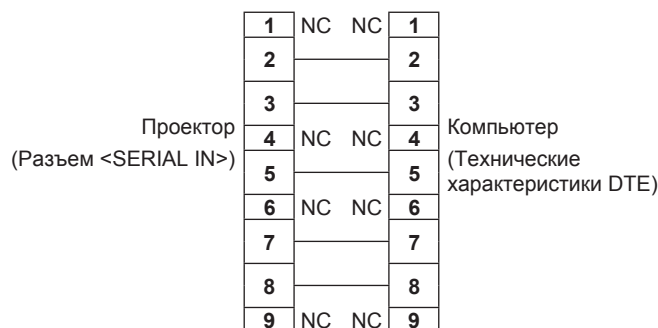 1 NC NC 1
2 2
3 3
Проектор
(Разъем <SERIAL IN>)
4 NC NC 4
Компьютер
(Технические
характеристики DTE)
5 5
6 NC NC 6
7 7
8 8
9 NC NC 9